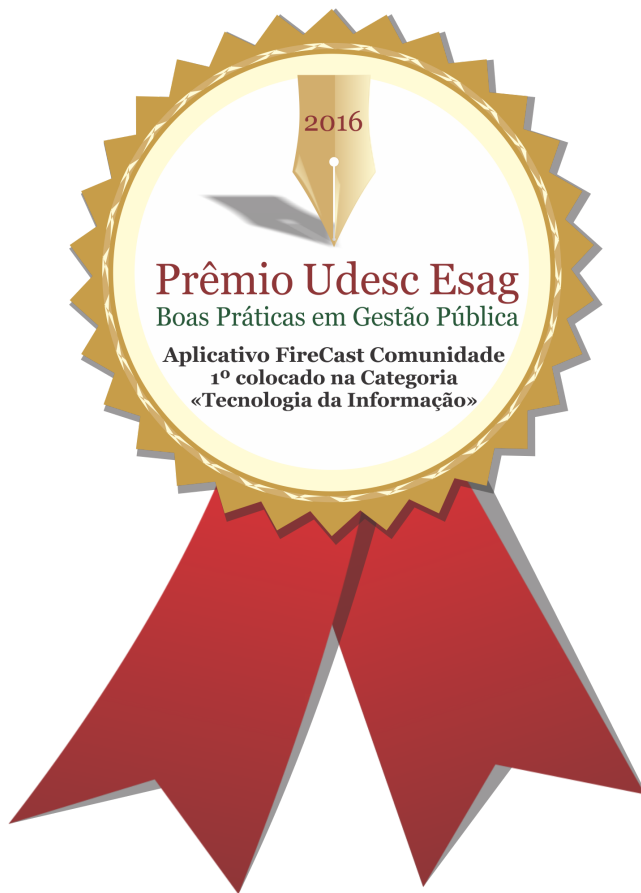 2016
Prêmio Udesc Esag
Boas Práticas em Gestão Pública
Aplicativo FireCast Comunidade
1º colocado na Categoria
«Tecnologia da Informação»